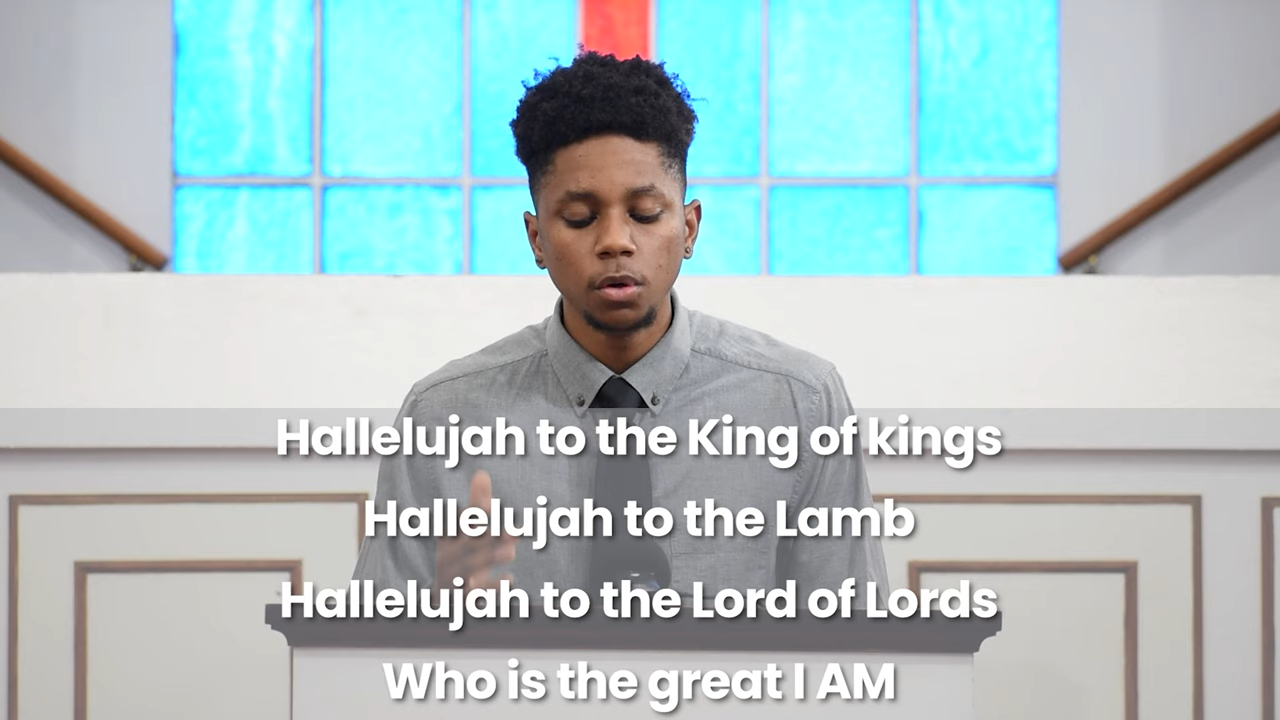 Hallelujah to the King of kings
Hallelujah to the Lamb
Hallelujah to the Lord of Lords
Who is the great I AM